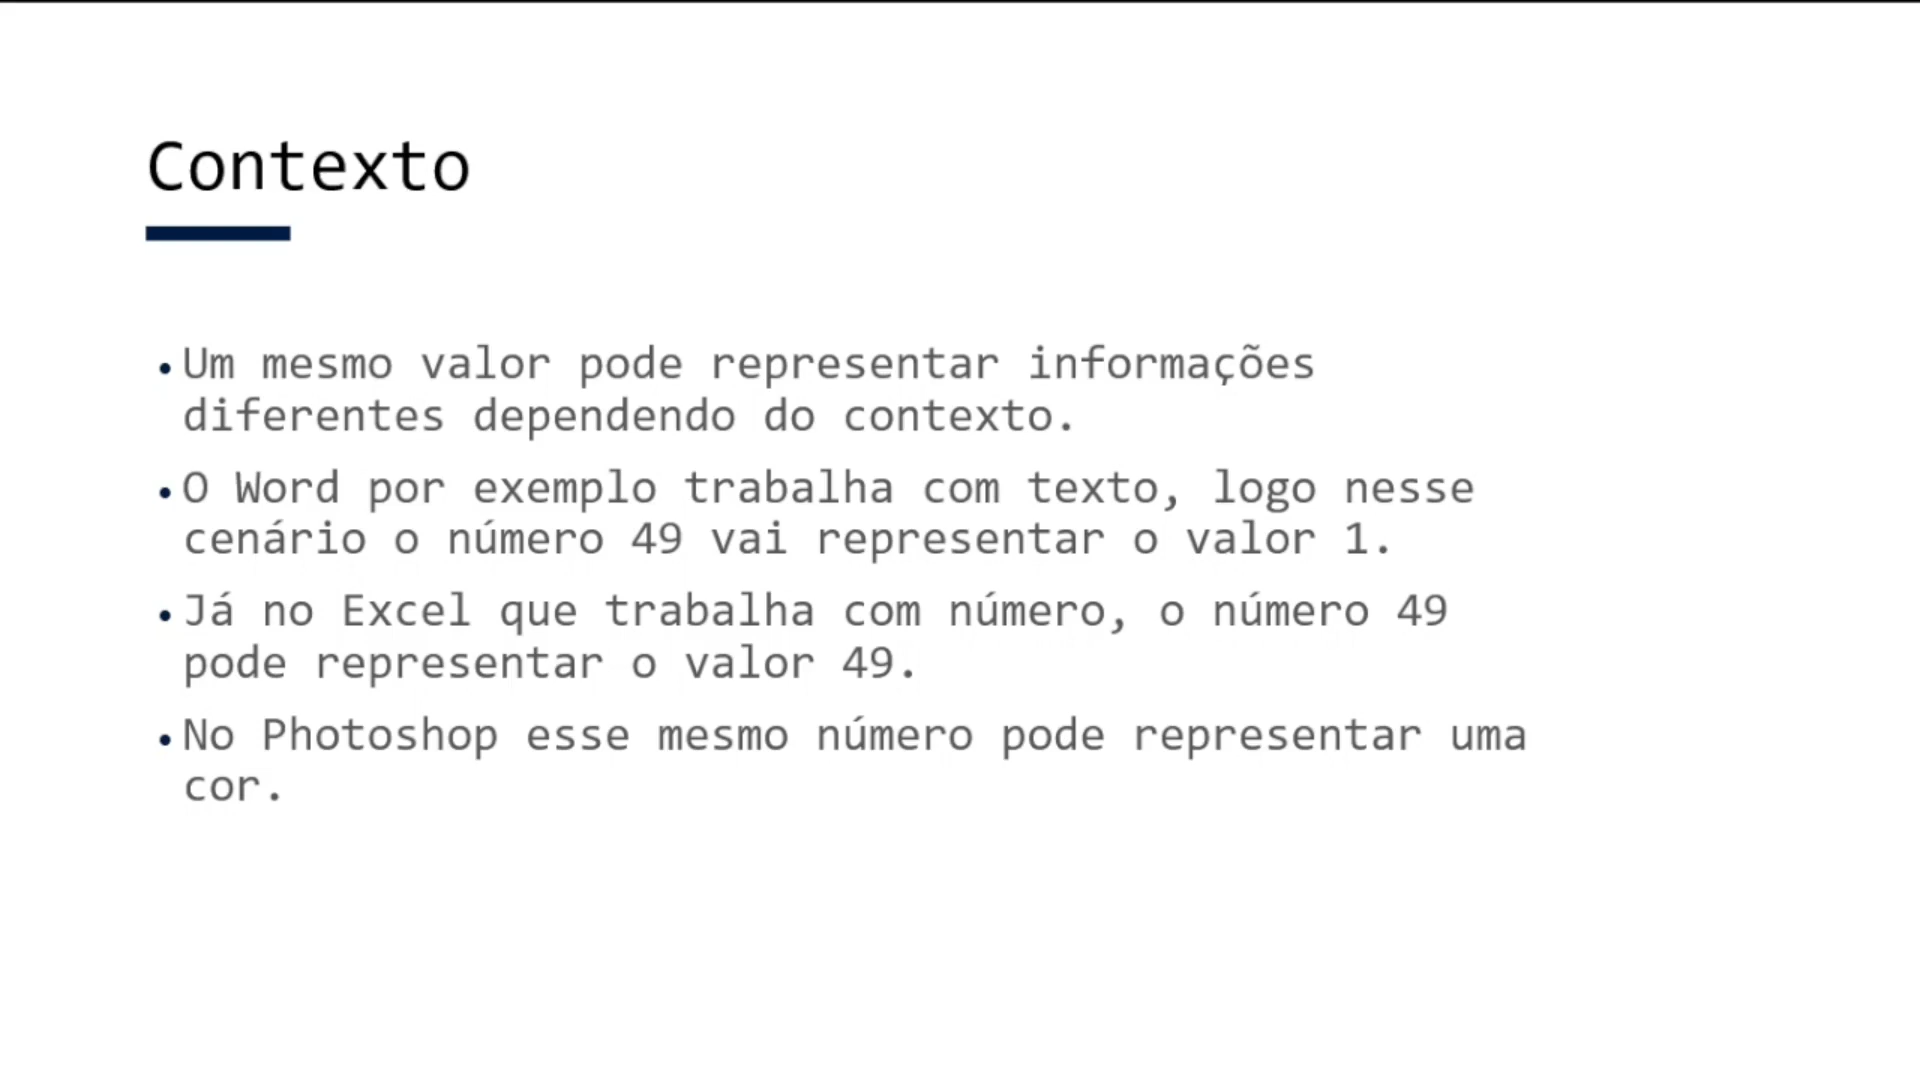 Contexto
• Um mesmo valor pode representar informações
diferentes dependendo do contexto.
• O Word por exemplo trabalha com texto, logo nesse
cenário o número 49 vai representar o valor 1.
• Já no Excel que trabalha com número, o número 49
pode representar o valor 49.
• No Photoshop esse mesmo número pode representar uma
cor.